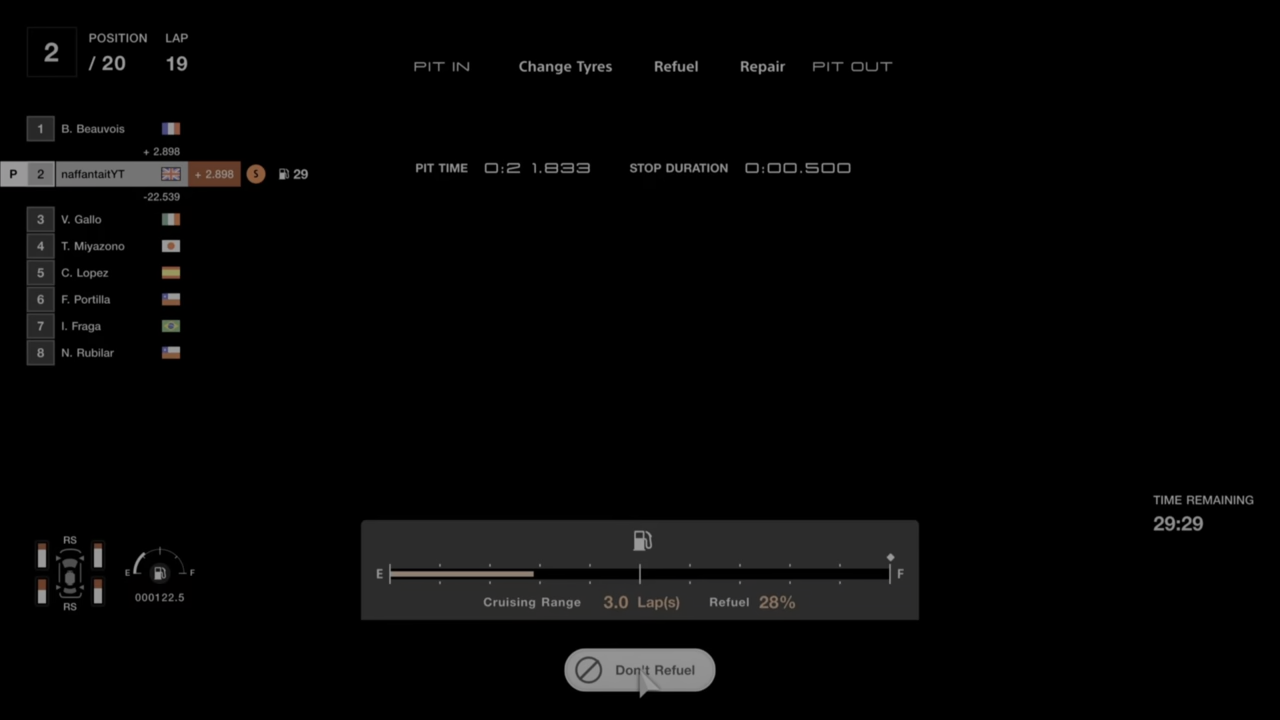 2
POSITION LAP
/ 20 19
PIT IN Change Tyres Refuel Repair PIT OUT
1 B. Beauvois
+ 2.898
P 2 naffantaitYT + 2.898 S 29
-22.539
PIT TIME 0:2 1.833 STOP DURATION 0:00.500
3 V. Gallo
4 T. Miyazono
5 C. Lopez
6 F. Portilla
7 I. Fraga
8 N. Rubilar
TIME REMAINING
29:29
RS
E F
000122.5
RS
E F
Cruising Range 3.0 Lap(s) Refuel 28%
Don't Refuel